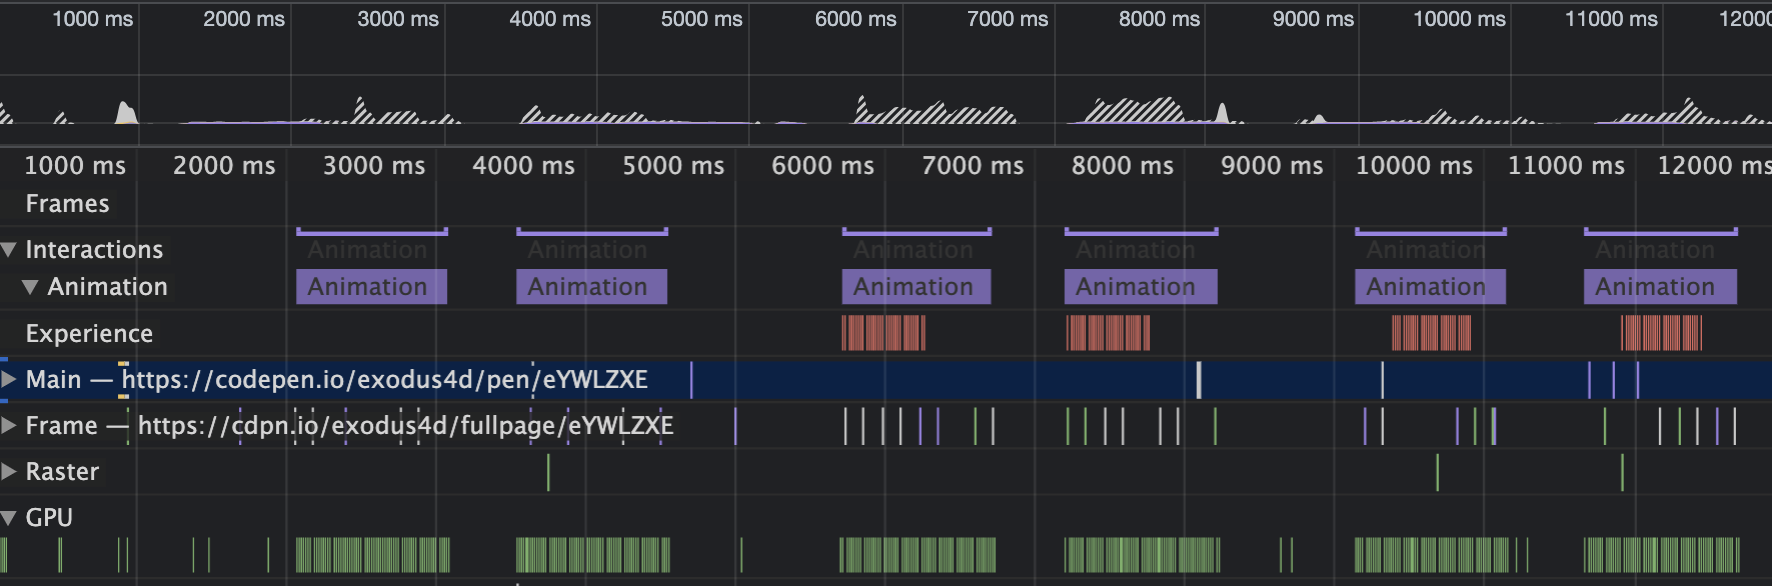 1000 ms 2000 ms 3000 ms 4000 ms 5000 ms 6000 ms 7000 ms 8000 ms 9000 ms 10000 ms 11000 ms 12000
1000 ms 2000 ms 3000 ms 4000 ms 5000 ms 6000 ms 7000 ms 8000 ms 9000 ms 10000 ms 11000 ms 12000 ms
Frames
Interactions Animation Animation Animation Animation Animation Animation
Animation Animation Animation Animation Animation Animation Animation
Experience
Main — https://codepen.io/exodus4d/pen/eYWLZXE
Frame — https://cdpn.io/exodus4d/fullpage/eYWLZXE
Raster
GPU